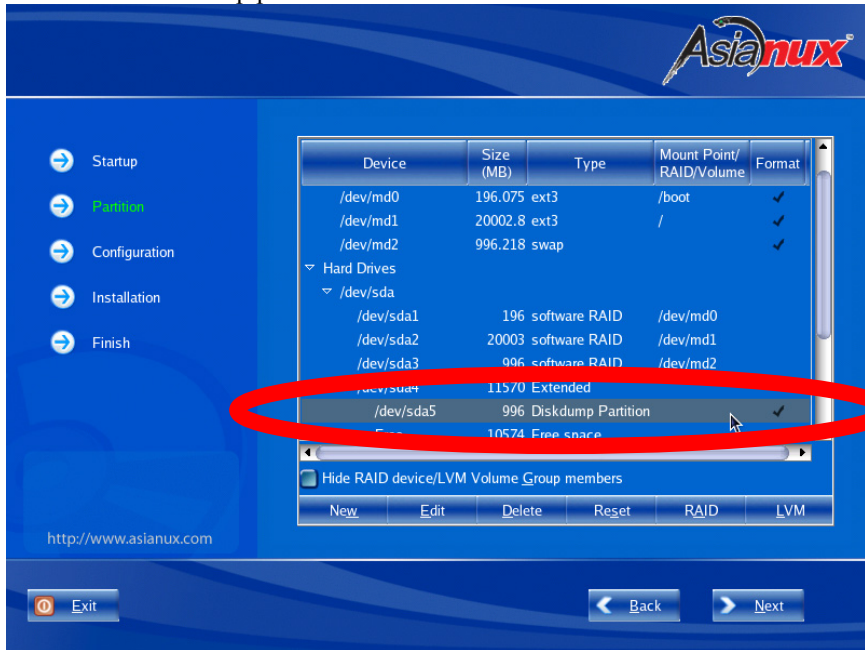 Asianux
Startup
Partition
Configuration
Installation
Finish
http://www.asianux.com
Device Size (MB) Type Mount Point/ RAID/Volume Format
/dev/md0 196.075 ext3 /boot
/dev/md1 20002.8 ext3 /
/dev/md2 996.218 swap
Hard Drives
/dev/sda
/dev/sda1 196 software RAID /dev/md0
/dev/sda2 20003 software RAID /dev/md1
/dev/sda3 996 software RAID /dev/md2
/dev/sda4 11570 Extended
/dev/sda5 996 Diskdump Partition
Free 10574 Free space
Hide RAID device/LVM Volume Group members
New Edit Delete Reset RAID LVM
Exit Back Next